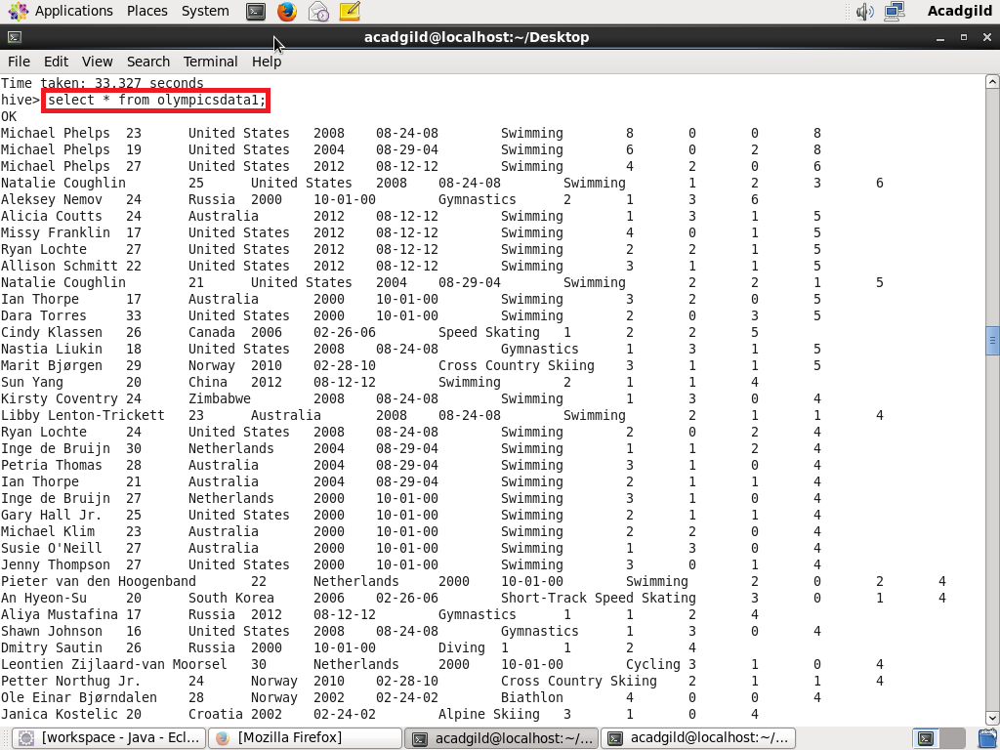 Applications Places System Acadgild
acadgild@localhost:~/Desktop
File Edit View Search Terminal Help
Time taken: 33.327 seconds
hive> select * from olympicsdata1;
OK
Michael Phelps 23 United States 2008 08-24-08 Swimming 8 0 0 8
Michael Phelps 19 United States 2004 08-29-04 Swimming 6 0 2 8
Michael Phelps 27 United States 2012 08-12-12 Swimming 4 2 0 6
Natalie Coughlin 25 United States 2008 08-24-08 Swimming 1 2 3 6
Aleksey Nemov 24 Russia 2000 10-01-00 Gymnastics 2 1 3 6
Alicia Coutts 24 Australia 2012 08-12-12 Swimming 1 3 1 5
Missy Franklin 17 United States 2012 08-12-12 Swimming 4 0 1 5
Ryan Lochte 27 United States 2012 08-12-12 Swimming 2 2 1 5
Allison Schmitt 22 United States 2012 08-12-12 Swimming 3 1 1 5
Natalie Coughlin 21 United States 2004 08-29-04 Swimming 2 2 1 5
Ian Thorpe 17 Australia 2000 10-01-00 Swimming 3 2 0 5
Dara Torres 33 United States 2000 10-01-00 Swimming 2 0 3 5
Cindy Klassen 26 Canada 2006 02-26-06 Speed Skating 1 2 2 5
Nastia Liukin 18 United States 2008 08-24-08 Gymnastics 1 3 1 5
Marit Bjørgen 29 Norway 2010 02-28-10 Cross Country Skiing 3 1 1 5
Sun Yang 20 China 2012 08-12-12 Swimming 2 1 1 4
Kirsty Coventry 24 Zimbabwe 2008 08-24-08 Swimming 1 3 0 4
Libby Lenton-Trickett 23 Australia 2008 08-24-08 Swimming 2 1 1 4
Ryan Lochte 24 United States 2008 08-24-08 Swimming 2 0 2 4
Inge de Bruijn 30 Netherlands 2004 08-29-04 Swimming 1 1 2 4
Petria Thomas 28 Australia 2004 08-29-04 Swimming 3 1 0 4
Ian Thorpe 21 Australia 2004 08-29-04 Swimming 2 1 1 4
Inge de Bruijn 27 Netherlands 2000 10-01-00 Swimming 3 1 0 4
Gary Hall Jr. 25 United States 2000 10-01-00 Swimming 2 1 1 4
Michael Klim 23 Australia 2000 10-01-00 Swimming 2 2 0 4
Susie O'Neill 27 Australia 2000 10-01-00 Swimming 1 3 0 4
Jenny Thompson 27 United States 2000 10-01-00 Swimming 3 0 1 4
Pieter van den Hoogenband 22 Netherlands 2000 10-01-00 Swimming 2 0 2 4
An Hyeon-Su 20 South Korea 2006 02-26-06 Short-Track Speed Skating 3 0 1 4
Aliya Mustafina 17 Russia 2012 08-12-12 Gymnastics 1 1 2 4
Shawn Johnson 16 United States 2008 08-24-08 Gymnastics 1 3 0 4
Dmitry Sautin 26 Russia 2000 10-01-00 Diving 1 1 2 4
Leontien Zijlaard-van Moorsel 30 Netherlands 2000 10-01-00 Cycling 3 1 0 4
Petter Northug Jr. 24 Norway 2010 02-28-10 Cross Country Skiing 2 1 1 4
Ole Einar Bjørndalen 28 Norway 2002 02-24-02 Biathlon 4 0 0 4
Janica Kostelic 20 Croatia 2002 02-24-02 Alpine Skiing 3 1 0 4
[workspace - Java - Ecl... [Mozilla Firefox] acadgild@localhost:~/... acadgild@localhost:~/...